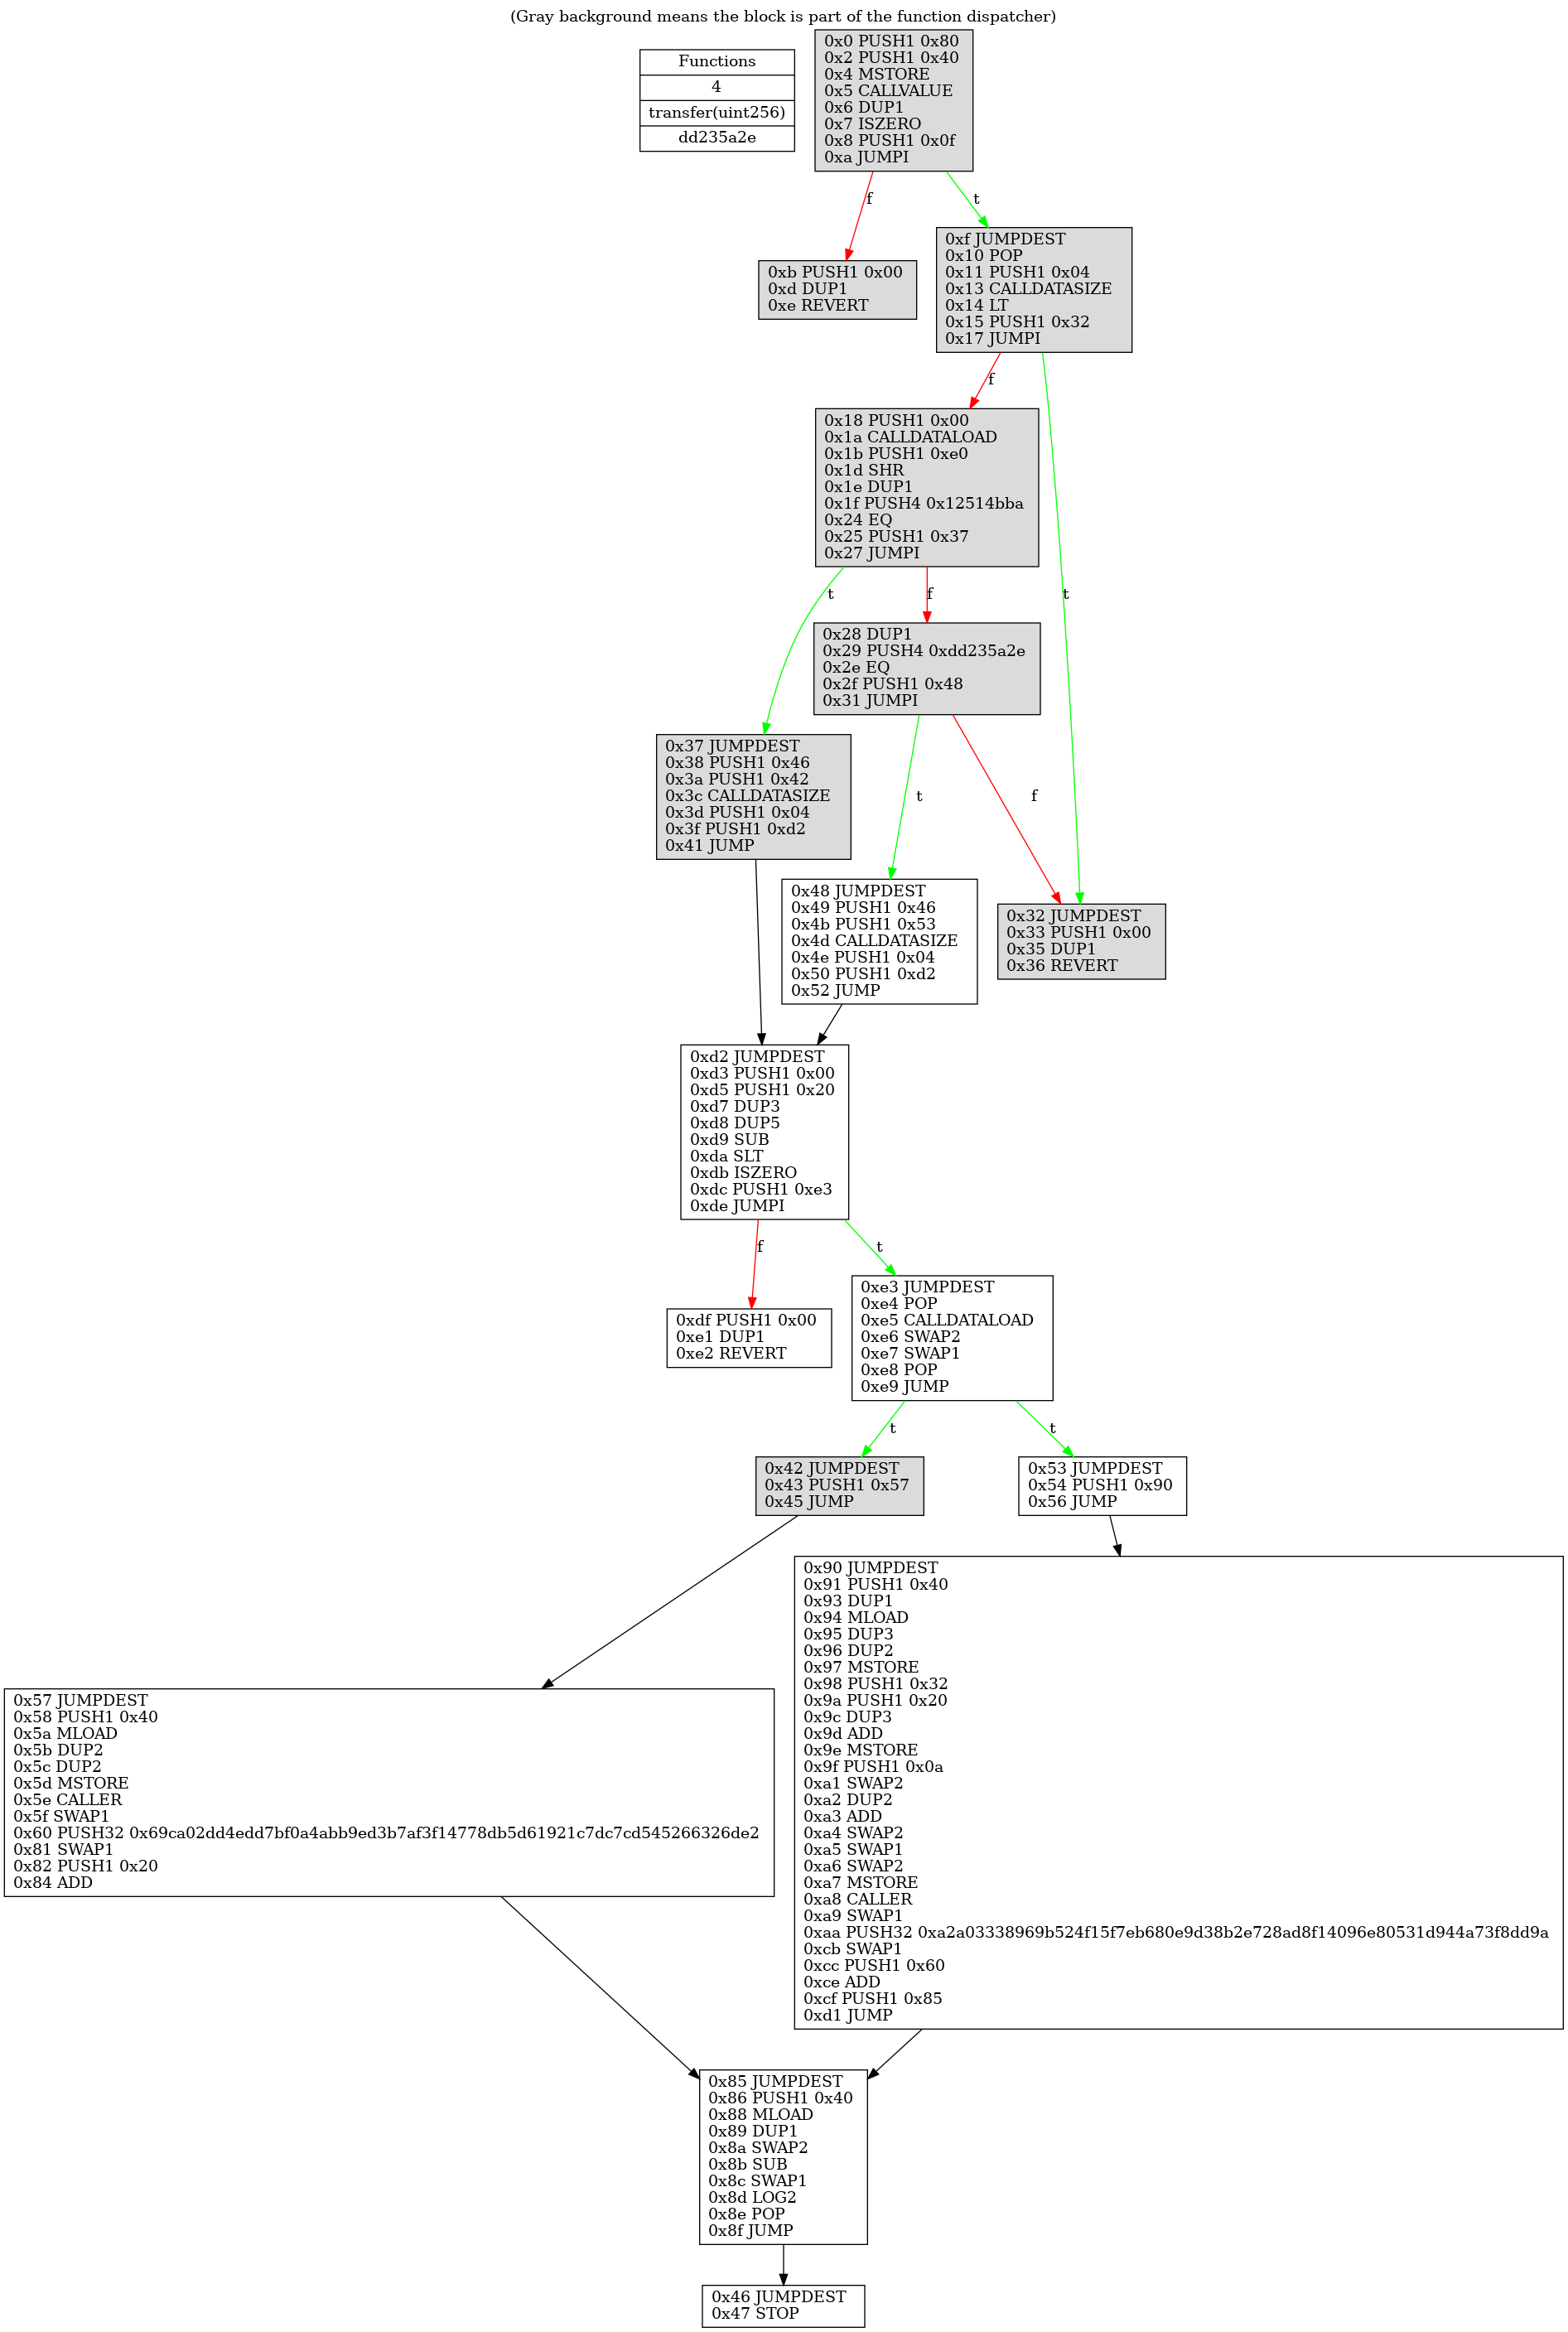 (Gray background means the block is part of the function dispatcher)
Functions
4
transfer(uint256)
dd235a2e
0x0 PUSH1 0x80
0x2 PUSH1 0x40
0x4 MSTORE
0x5 CALLVALUE
0x6 DUP1
0x7 ISZERO
0x8 PUSH1 0x0f
0xa JUMPI
f
t
0xb PUSH1 0x00
0xd DUP1
0xe REVERT
0xf JUMPDEST
0x10 POP
0x11 PUSH1 0x04
0x13 CALLDATASIZE
0x14 LT
0x15 PUSH1 0x32
0x17 JUMPI
f
t
0x18 PUSH1 0x00
0x1a CALLDATALOAD
0x1b PUSH1 0xe0
0x1d SHR
0x1e DUP1
0x1f PUSH4 0x12514bba
0x24 EQ
0x25 PUSH1 0x37
0x27 JUMPI
t
f
0x28 DUP1
0x29 PUSH4 0xdd235a2e
0x2e EQ
0x2f PUSH1 0x48
0x31 JUMPI
t
f
0x37 JUMPDEST
0x38 PUSH1 0x46
0x3a PUSH1 0x42
0x3c CALLDATASIZE
0x3d PUSH1 0x04
0x3f PUSH1 0xd2
0x41 JUMP
0x48 JUMPDEST
0x49 PUSH1 0x46
0x4b PUSH1 0x53
0x4d CALLDATASIZE
0x4e PUSH1 0x04
0x50 PUSH1 0xd2
0x52 JUMP
0x32 JUMPDEST
0x33 PUSH1 0x00
0x35 DUP1
0x36 REVERT
0xd2 JUMPDEST
0xd3 PUSH1 0x00
0xd5 PUSH1 0x20
0xd7 DUP3
0xd8 DUP5
0xd9 SUB
0xda SLT
0xdb ISZERO
0xdc PUSH1 0xe3
0xde JUMPI
f
t
0xdf PUSH1 0x00
0xe1 DUP1
0xe2 REVERT
0xe3 JUMPDEST
0xe4 POP
0xe5 CALLDATALOAD
0xe6 SWAP2
0xe7 SWAP1
0xe8 POP
0xe9 JUMP
t
t
0x42 JUMPDEST
0x43 PUSH1 0x57
0x45 JUMP
0x53 JUMPDEST
0x54 PUSH1 0x90
0x56 JUMP
0x90 JUMPDEST
0x91 PUSH1 0x40
0x93 DUP1
0x94 MLOAD
0x95 DUP3
0x96 DUP2
0x97 MSTORE
0x98 PUSH1 0x32
0x9a PUSH1 0x20
0x9c DUP3
0x9d ADD
0x9e MSTORE
0x9f PUSH1 0x0a
0xa1 SWAP2
0xa2 DUP2
0xa3 ADD
0xa4 SWAP2
0xa5 SWAP1
0xa6 SWAP2
0xa7 MSTORE
0xa8 CALLER
0xa9 SWAP1
0xaa PUSH32 0xa2a03338969b524f15f7eb680e9d38b2e728ad8f14096e80531d944a73f8dd9a
0xcb SWAP1
0xcc PUSH1 0x60
0xce ADD
0xcf PUSH1 0x85
0xd1 JUMP
0x57 JUMPDEST
0x58 PUSH1 0x40
0x5a MLOAD
0x5b DUP2
0x5c DUP2
0x5d MSTORE
0x5e CALLER
0x5f SWAP1
0x60 PUSH32 0x69ca02dd4edd7bf0a4abb9ed3b7af3f14778db5d61921c7dc7cd545266326de2
0x81 SWAP1
0x82 PUSH1 0x20
0x84 ADD
0x85 JUMPDEST
0x86 PUSH1 0x40
0x88 MLOAD
0x89 DUP1
0x8a SWAP2
0x8b SUB
0x8c SWAP1
0x8d LOG2
0x8e POP
0x8f JUMP
0x46 JUMPDEST
0x47 STOP